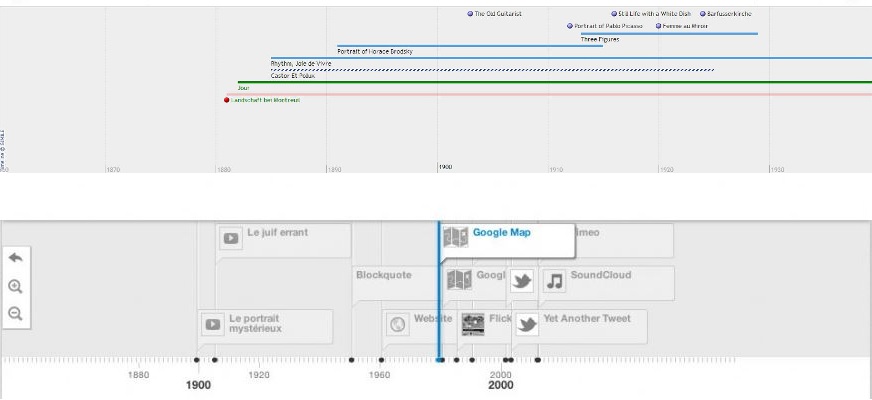 The Old Guitarist
Still Life with a White Dish
Barfusserkirche
Portrait of Pablo Picasso
Femme au Miroir
Three Figures
Portrait of Horace Brodsky
Rhythm, Joie de Vivre
Castor Et Pollux
Jour
Landschaft bei Montreuil
1870
1880
1890
1900
1910
1920
1930
Le juif errant
Google Map
imeo
Blockquote
Googl
SoundCloud
Le portrait
mystérieux
Website
Flick
Yet Another Tweet
1880
1920
1960
2000
1900
2000